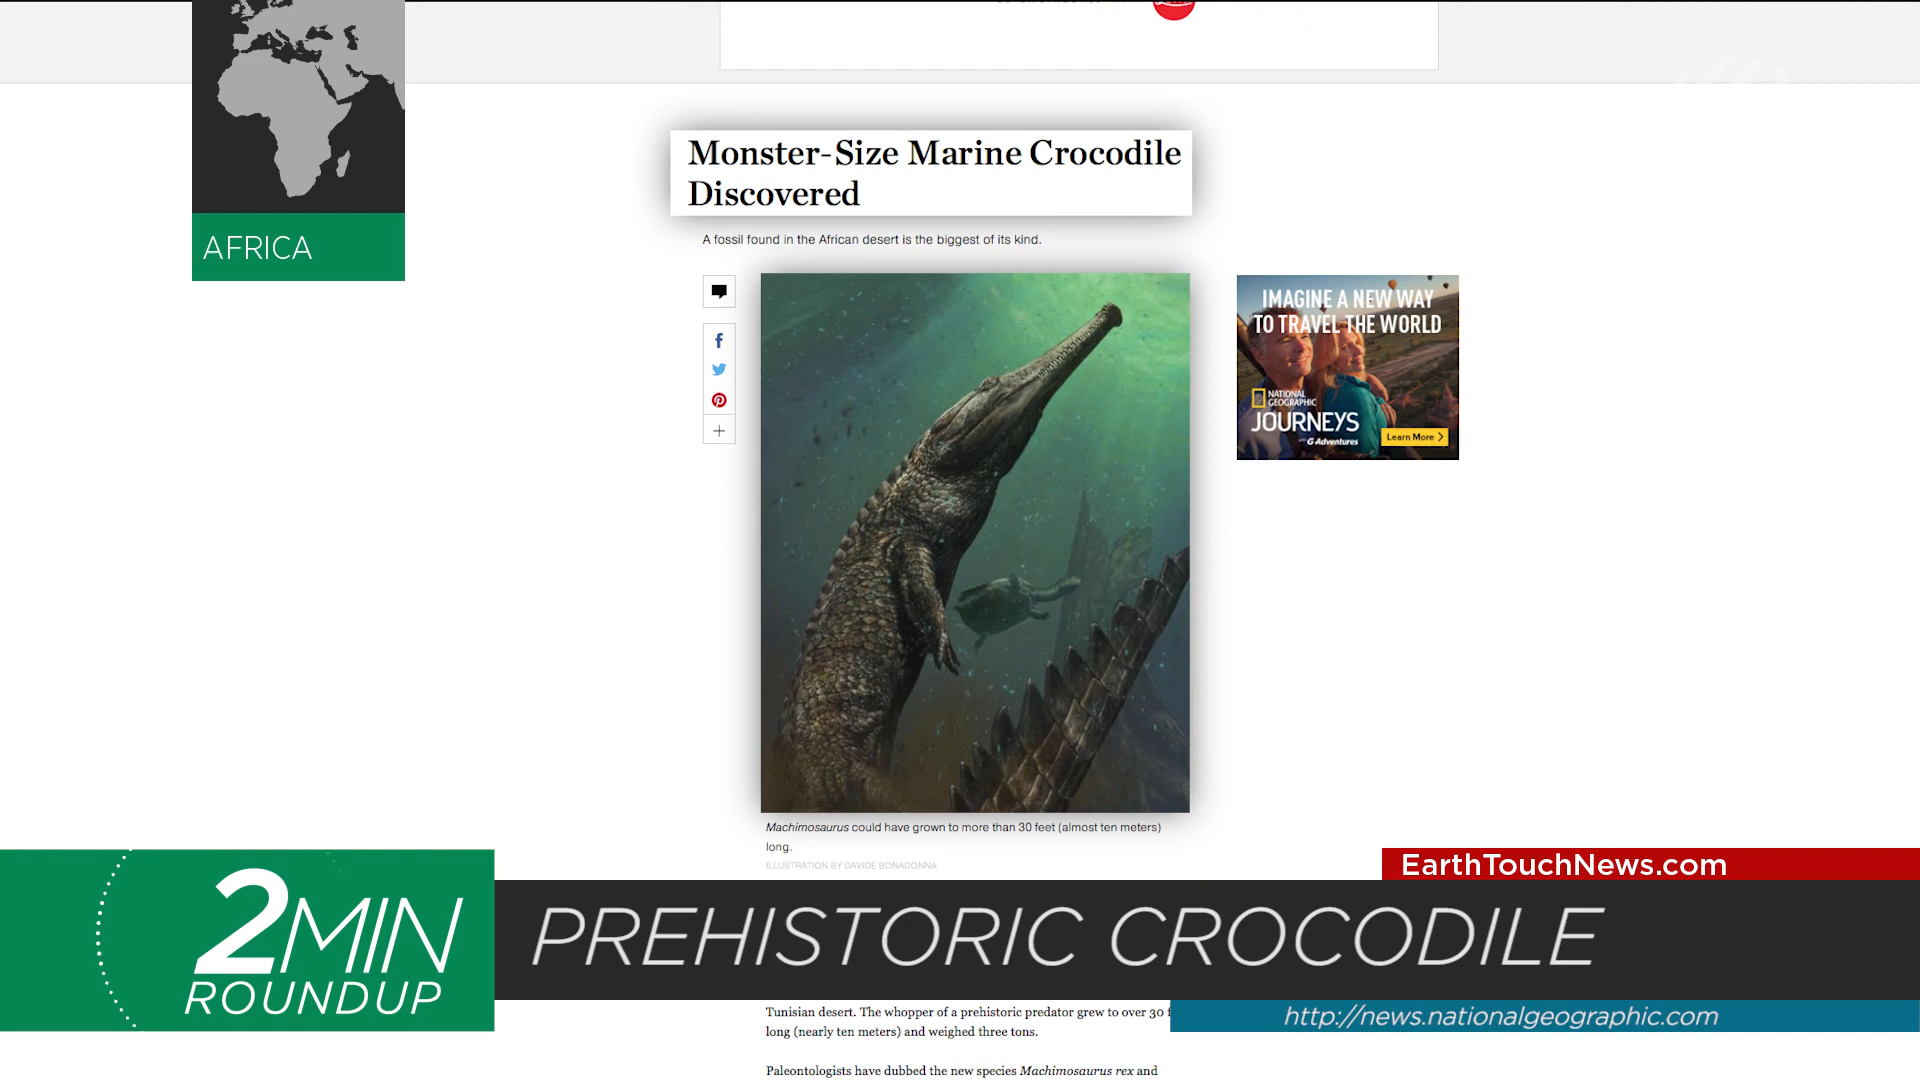 AFRICA
Monster-Size Marine Crocodile
Discovered
A fossil found in the African desert is the biggest of its kind.
IMAGINE A NEW WAY
TO TRAVEL THE WORLD
NATIONAL
GEOGRAPHIC
JOURNEYS
WITH G Adventures
Learn More
Machimosaurus could have grown to more than 30 feet (almost ten meters)
long.
ILLUSTRATION BY DAVIDE BONADONNA
EarthTouchNews.com
2MIN
ROUNDUP
PREHISTORIC CROCODILE
Tunisian desert. The whopper of a prehistoric predator grew to over 30
long (nearly ten meters) and weighed three tons.
http://news.nationalgeographic.com
Paleontologists have dubbed the new species Machimosaurus rex and